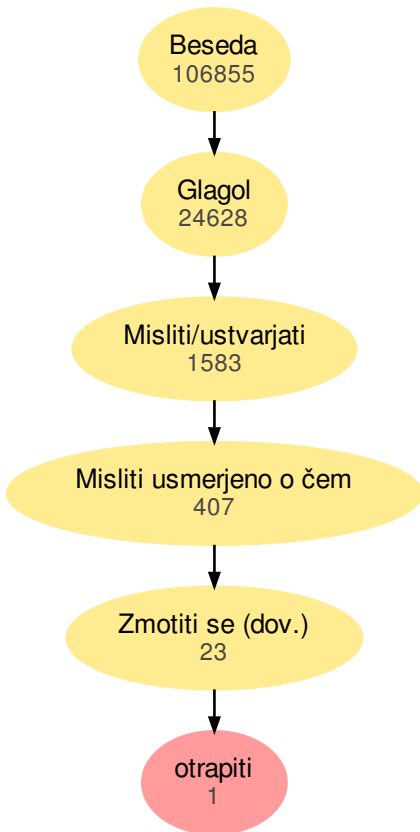 Beseda
106855
Glagol
24628
Misliti/ustvarjati
1583
Misliti usmerjeno o čem
407
Zmotiti se (dov.)
23
otrapiti
1